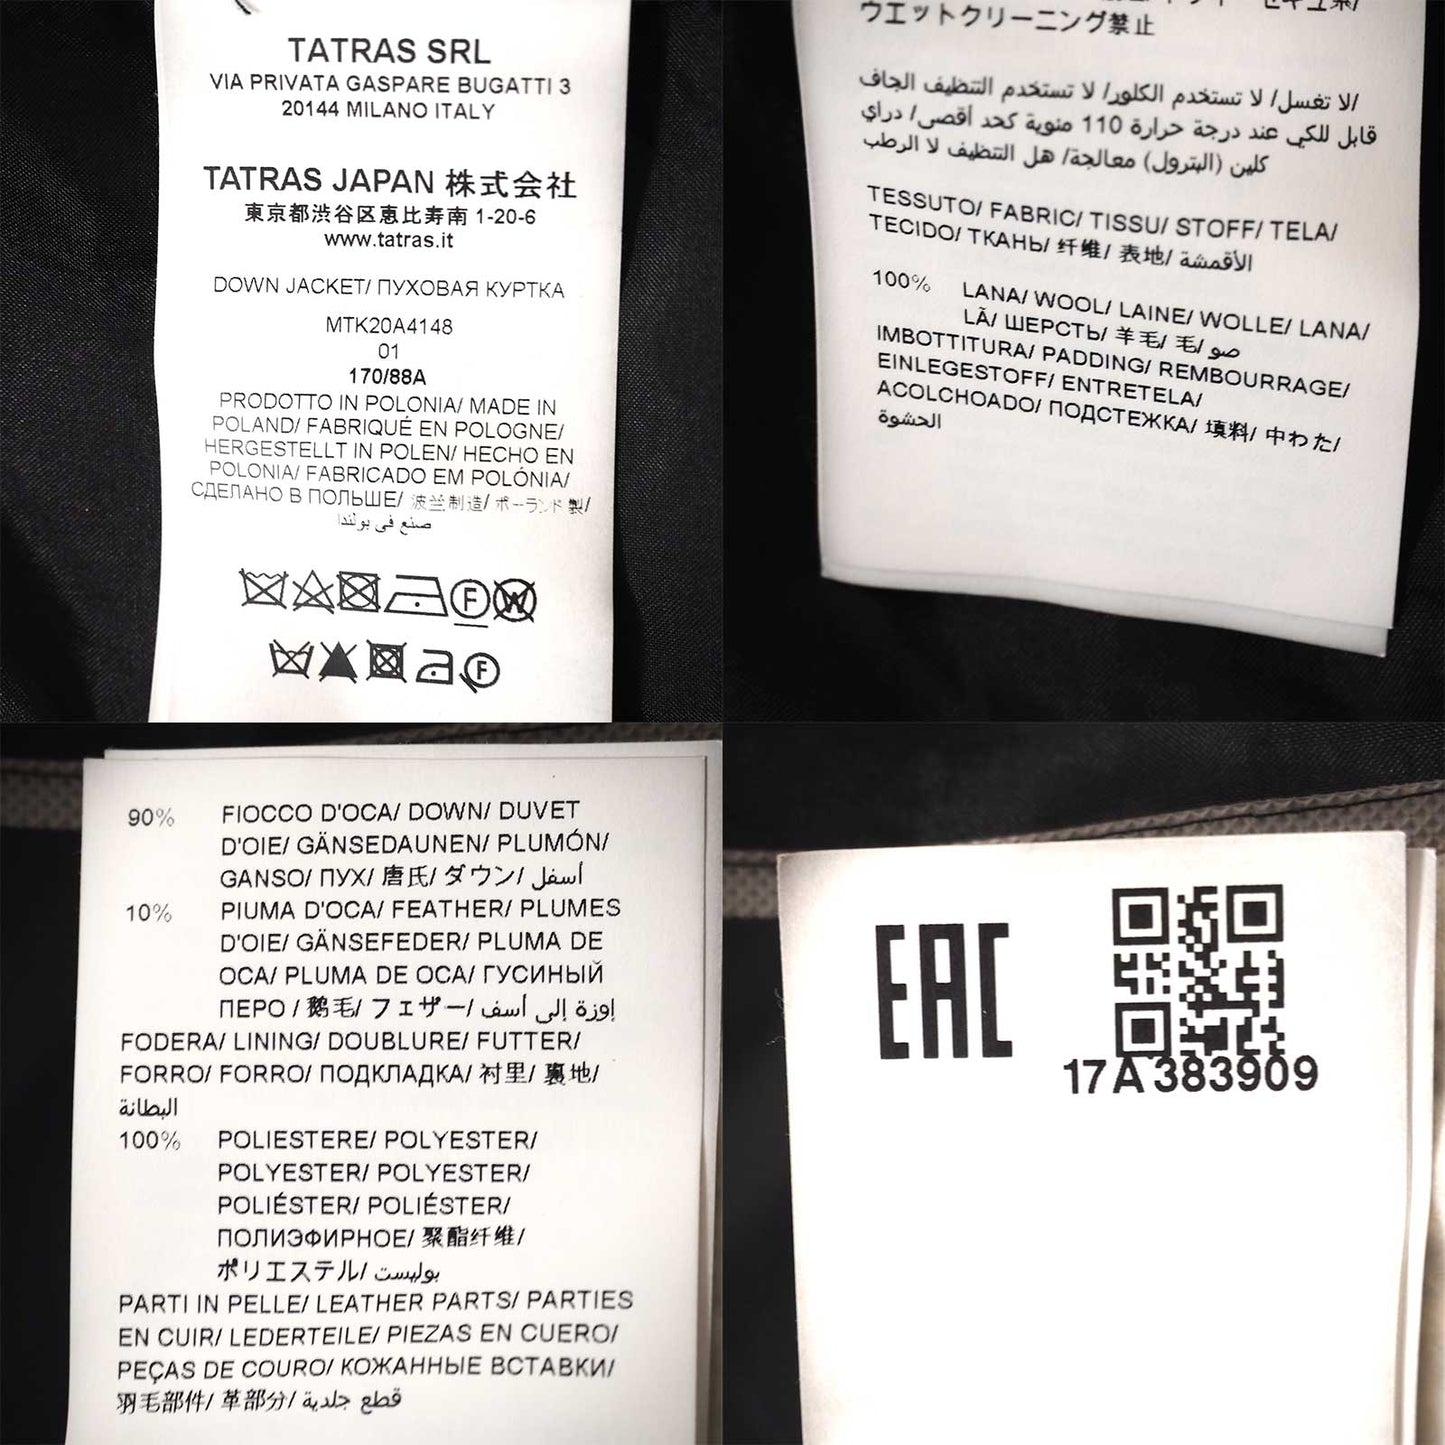 TATRAS SRL
VIA PRIVATA GASPARE BUGATTI 3
20144 MILANO ITALY
TATRAS JAPAN 株式会社
東京都渋谷区恵比寿南 1-20-6
www.tatras.it
DOWN JACKET/ ПУХОВАЯ КУРТКА
MTK20A4148
01
170/88A
PRODOTTO IN POLONIA/ MADE IN
POLAND/ FABRIQUÉ EN POLOGNE/
HERGESTELLT IN POLEN/ HECHO EN
POLONIA/ FABRICADO EM POLÓNIA/
СДЕЛАНО В ПОЛЬШЕ/ 波兰制造/ ポーランド製/
صنع في بولندا
F W
F
ウエットクリーニング禁止
لا تغسل/ لا تستخدم الكلور/ لا تستخدم التنظيف الجاف/
قابل للكي عند درجة حرارة 110 مئوية كحد أقصى/ دراي
كلين (البترول) معالجة/ هل التنظيف لا الرطب
TESSUTO/ FABRIC/ TISSU/ STOFF/ TELA/
TECIDO/ ТКАНЬ/ 纤维/ 表地/ الأقمشة
100% LANA/ WOOL/ LAINE/ WOLLE/ LANA/
LÃ/ ШЕРСТЬ/ 羊毛/ 毛/ صو
IMBOTTITURA/ PADDING/ REMBOURRAGE/
EINLEGESTOFF/ ENTRETELA/
ACOLCHOADO/ ПОДСТЕЖКА/ 填料/ 中わた/
الحشوة
90% FIOCCO D'OCA/ DOWN/ DUVET
D'OIE/ GÄNSEDAUNEN/ PLUMÓN/
GANSO/ ПУХ/ 唐氏/ ダウン/ أسفل
10% PIUMA D'OCA/ FEATHER/ PLUMES
D'OIE/ GÄNSEFEDER/ PLUMA DE
OCA/ PLUMA DE OCA/ ГУСИНЫЙ
ПЕРО / 鹅毛/ フェザー/ إوزة إلى أسف
FODERA/ LINING/ DOUBLURE/ FUTTER/
FORRO/ FORRO/ ПОДКЛАДКА/ 衬里/ 裏地/
البطانة
100% POLIESTERE/ POLYESTER/
POLYESTER/ POLYESTER/
POLIÉSTER/ POLIÉSTER/
ПОЛИЭФИРНОЕ/ 聚酯纤维/
ポリエステル/ بوليست
PARTI IN PELLE/ LEATHER PARTS/ PARTIES
EN CUIR/ LEDERTEILE/ PIEZAS EN CUERO/
PEÇAS DE COURO/ КОЖАННЫЕ ВСТАВКИ/
羽毛部件/ 革部分/ قطع جلدية
EAC
17A383909